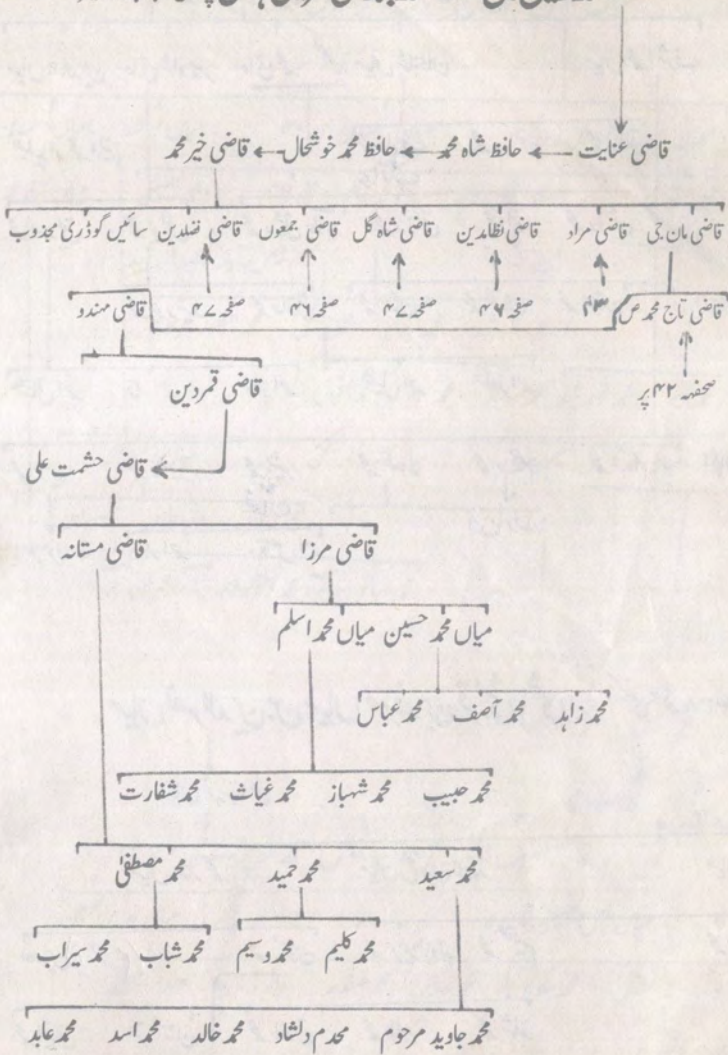 قاضی عنایت ← حافظ شاہ محمد ← حافظ محمد خوشحال ← قاضی خیر محمد
قاضی مان جی قاضی مراد قاضی نظامدین قاضی شاہ گل قاضی جمعوں قاضی فضلدین سائیں گوڈری مجذوب
قاضی تاج محمد ص ۴۳ صفحہ ۴۶ صفحہ ۴۷ صفحہ ۴۶ صفحہ ۴۷ قاضی مہندو
صحفہ ۴۲ پر
قاضی قمردین
قاضی حشمت علی
قاضی مرزا قاضی مستانہ
میاں محمد حسین میاں محمد اسلم
محمد زاہد محمد آصف محمد عباس
محمد حبیب محمد شہباز محمد غیاث محمد شفارت
محمد سعید محمد حمید محمد مصطفیٰ
محمد کلیم محمد وسیم محمد شباب محمد سیراب
محمد جاوید مرحوم محدم دلشاد محمد خالد محمد اسد محمد عابد